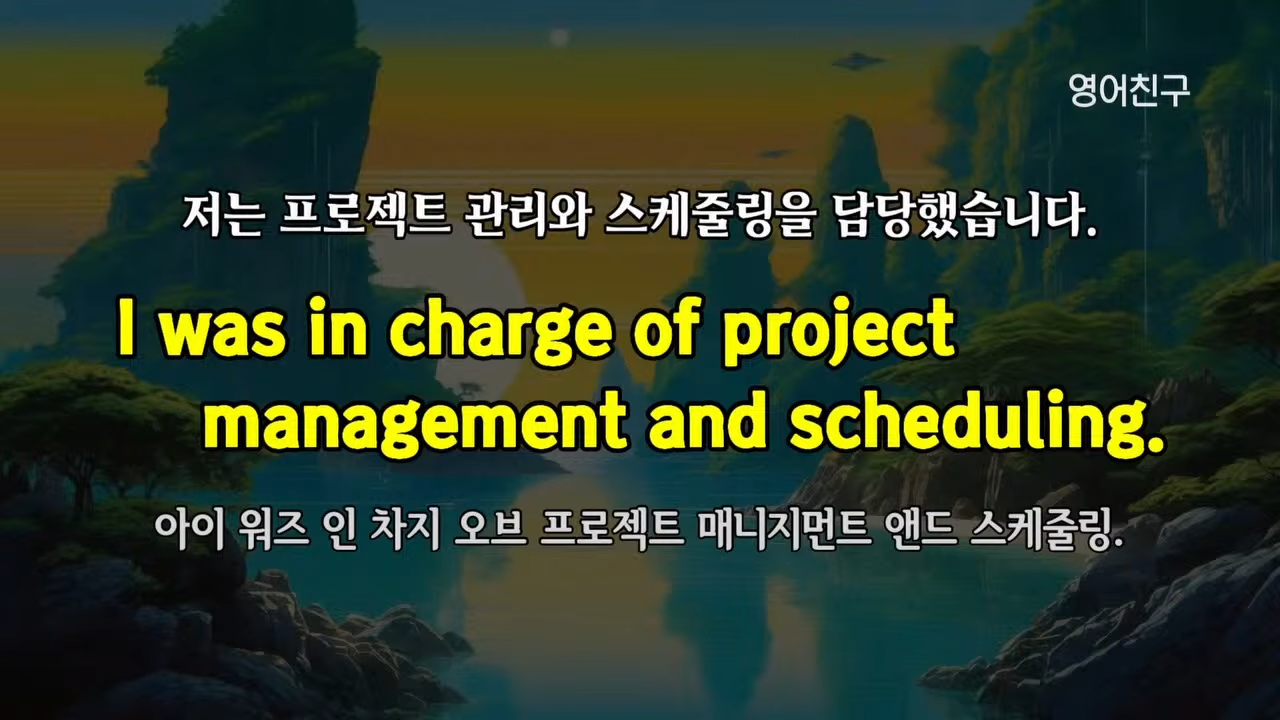 영어친구
저는 프로젝트 관리와 스케줄링을 담당했습니다.
I was in charge of project
management and scheduling.
아이 워즈 인 차지 오브 프로젝트 매니지먼트 앤드 스케줄링.